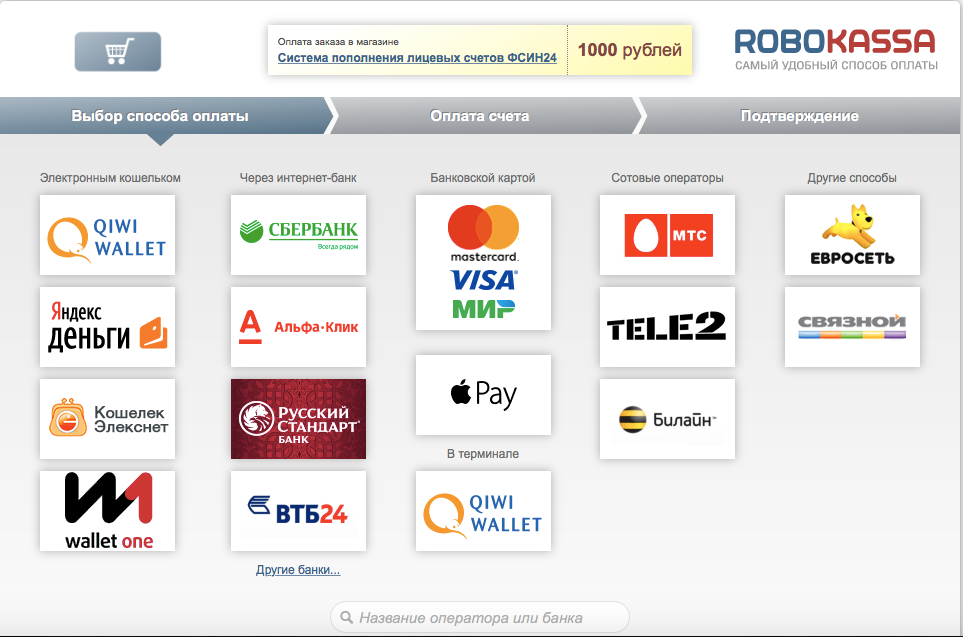 Оплата заказа в магазине
Система пополнения лицевых счетов ФСИН24
1000 рублей
ROBOKASSA
САМЫЙ УДОБНЫЙ СПОСОБ ОПЛАТЫ
Выбор способа оплаты
Оплата счета
Подтверждение
Электронным кошельком
QIWI
WALLET
Яндекс
деньги
Кошелек
Элекснет
wallet one
Через интернет-банк
СБЕРБАНК
Всегда рядом
Альфа·Клик
РУССКИЙ
СТАНДАРТ
БАНК
ВТБ24
Другие банки...
Банковской картой
mastercard.
VISA
МИР
Pay
В терминале
QIWI
WALLET
Сотовые операторы
МТС
TELE2
Билайн™
Другие способы
ЕВРОСЕТЬ
СВЯЗНОЙ
Название оператора или банка